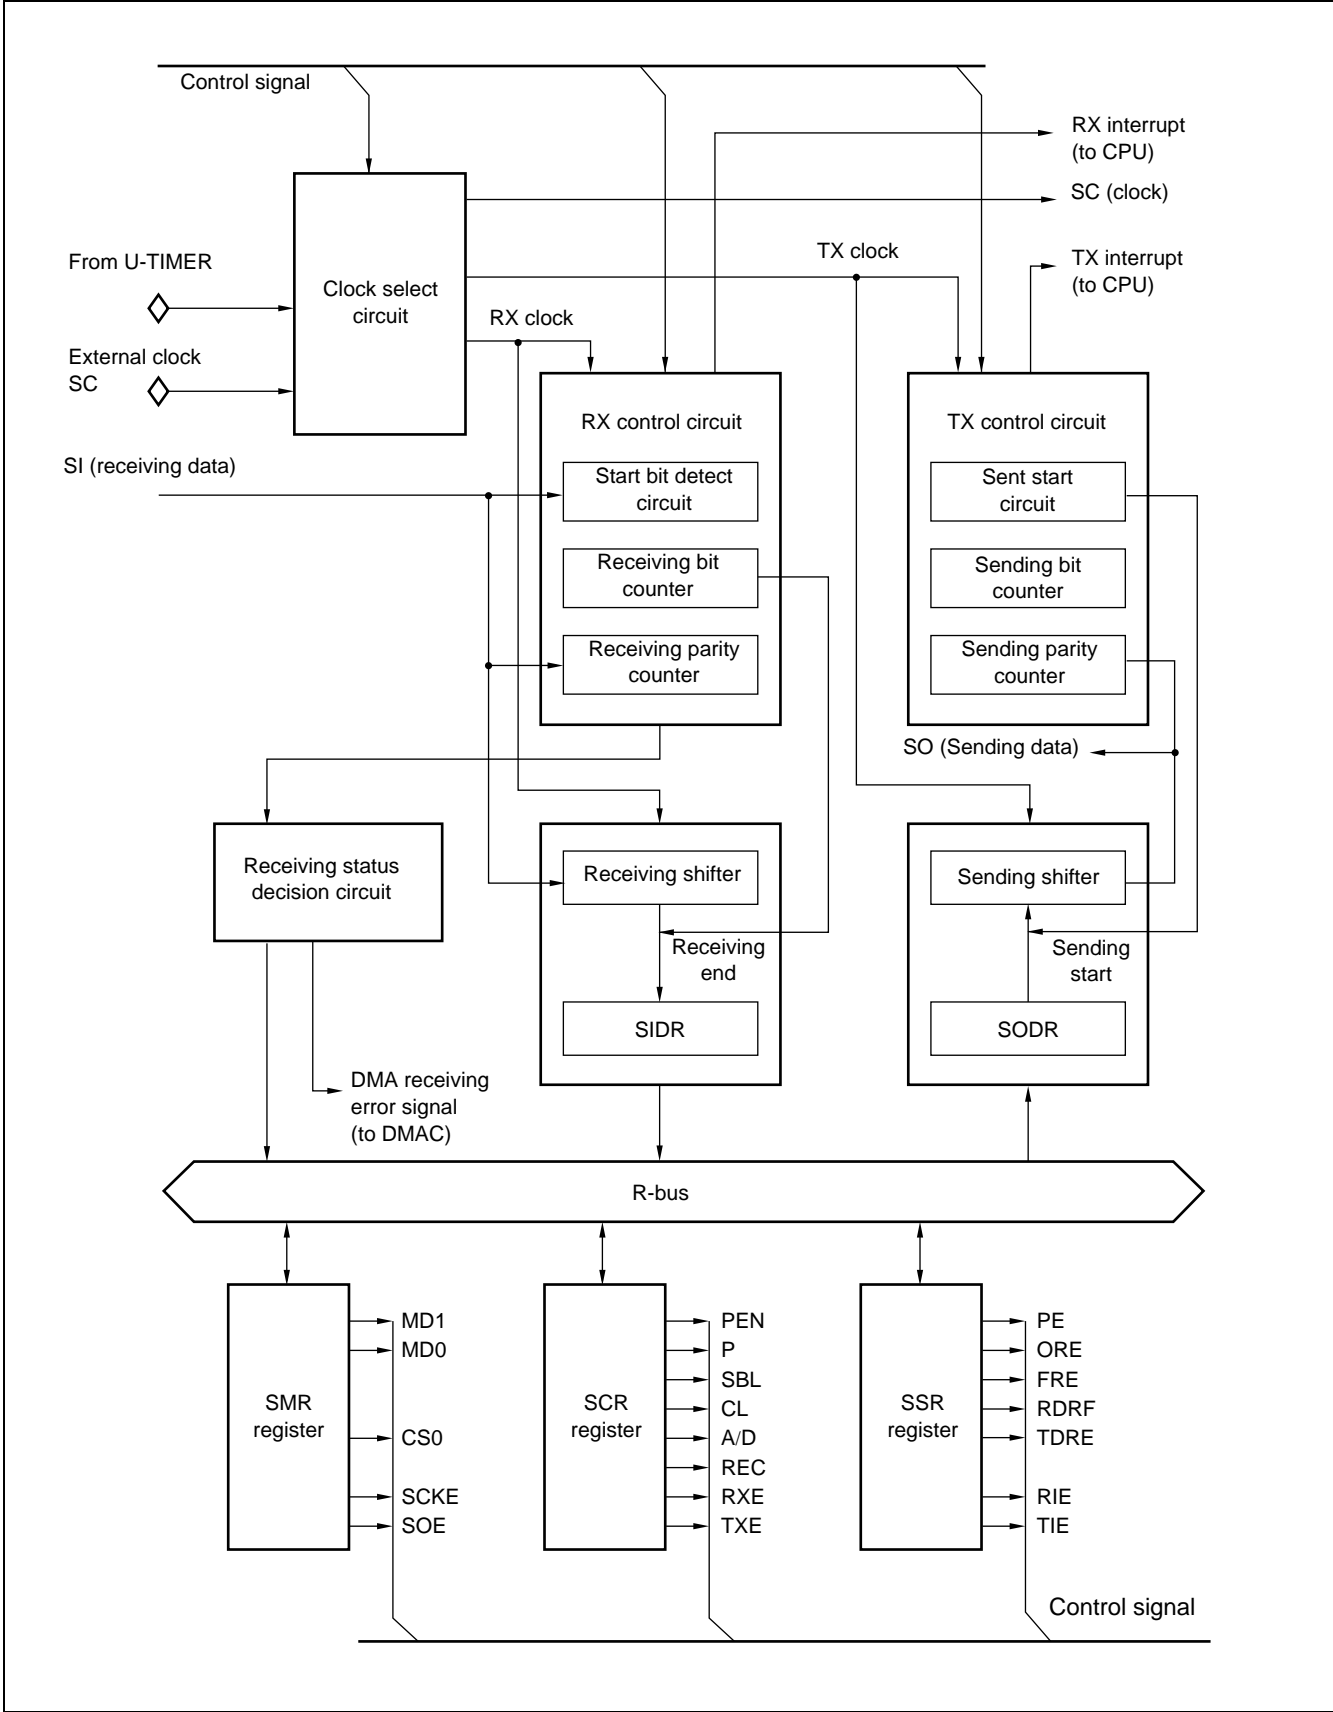 Control signal
RX interrupt
(to CPU)
SC (clock)
TX clock
TX interrupt
(to CPU)
From U-TIMER
Clock select
circuit
RX clock
External clock
SC
RX control circuit
TX control circuit
SI (receiving data)
Start bit detect
circuit
Sent start
circuit
Receiving bit
counter
Sending bit
counter
Receiving parity
counter
Sending parity
counter
SO (Sending data)
Receiving status
decision circuit
Receiving shifter
Sending shifter
Receiving
end
Sending
start
SIDR
SODR
DMA receiving
error signal
(to DMAC)
R-bus
SMR
register
MD1
MD0
CS0
SCKE
SOE
SCR
register
PEN
P
SBL
CL
A/D
REC
RXE
TXE
SSR
register
PE
ORE
FRE
RDRF
TDRE
RIE
TIE
Control signal